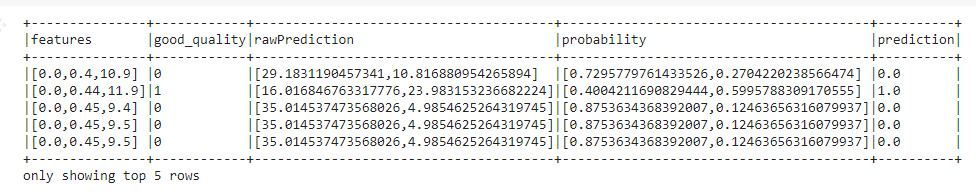 +--------------+------------+---------------------------------------+----------------------------------------+----------+
|features      |good_quality|rawPrediction                          |probability                             |prediction|
+--------------+------------+---------------------------------------+----------------------------------------+----------+
|[0.0,0.4,10.9] |0           |[29.1831190457341,10.816880954265894]  |[0.7295779761433526,0.2704220238566474] |0.0       |
|[0.0,0.44,11.9]|1           |[16.016846763317776,23.983153236682224]|[0.4004211690829444,0.5995788309170555] |1.0       |
|[0.0,0.45,9.4] |0           |[35.014537473568026,4.9854625264319745]|[0.8753634368392007,0.12463656316079937]|0.0       |
|[0.0,0.45,9.5] |0           |[35.014537473568026,4.9854625264319745]|[0.8753634368392007,0.12463656316079937]|0.0       |
|[0.0,0.45,9.5] |0           |[35.014537473568026,4.9854625264319745]|[0.8753634368392007,0.12463656316079937]|0.0       |
+--------------+------------+---------------------------------------+----------------------------------------+----------+
only showing top 5 rows